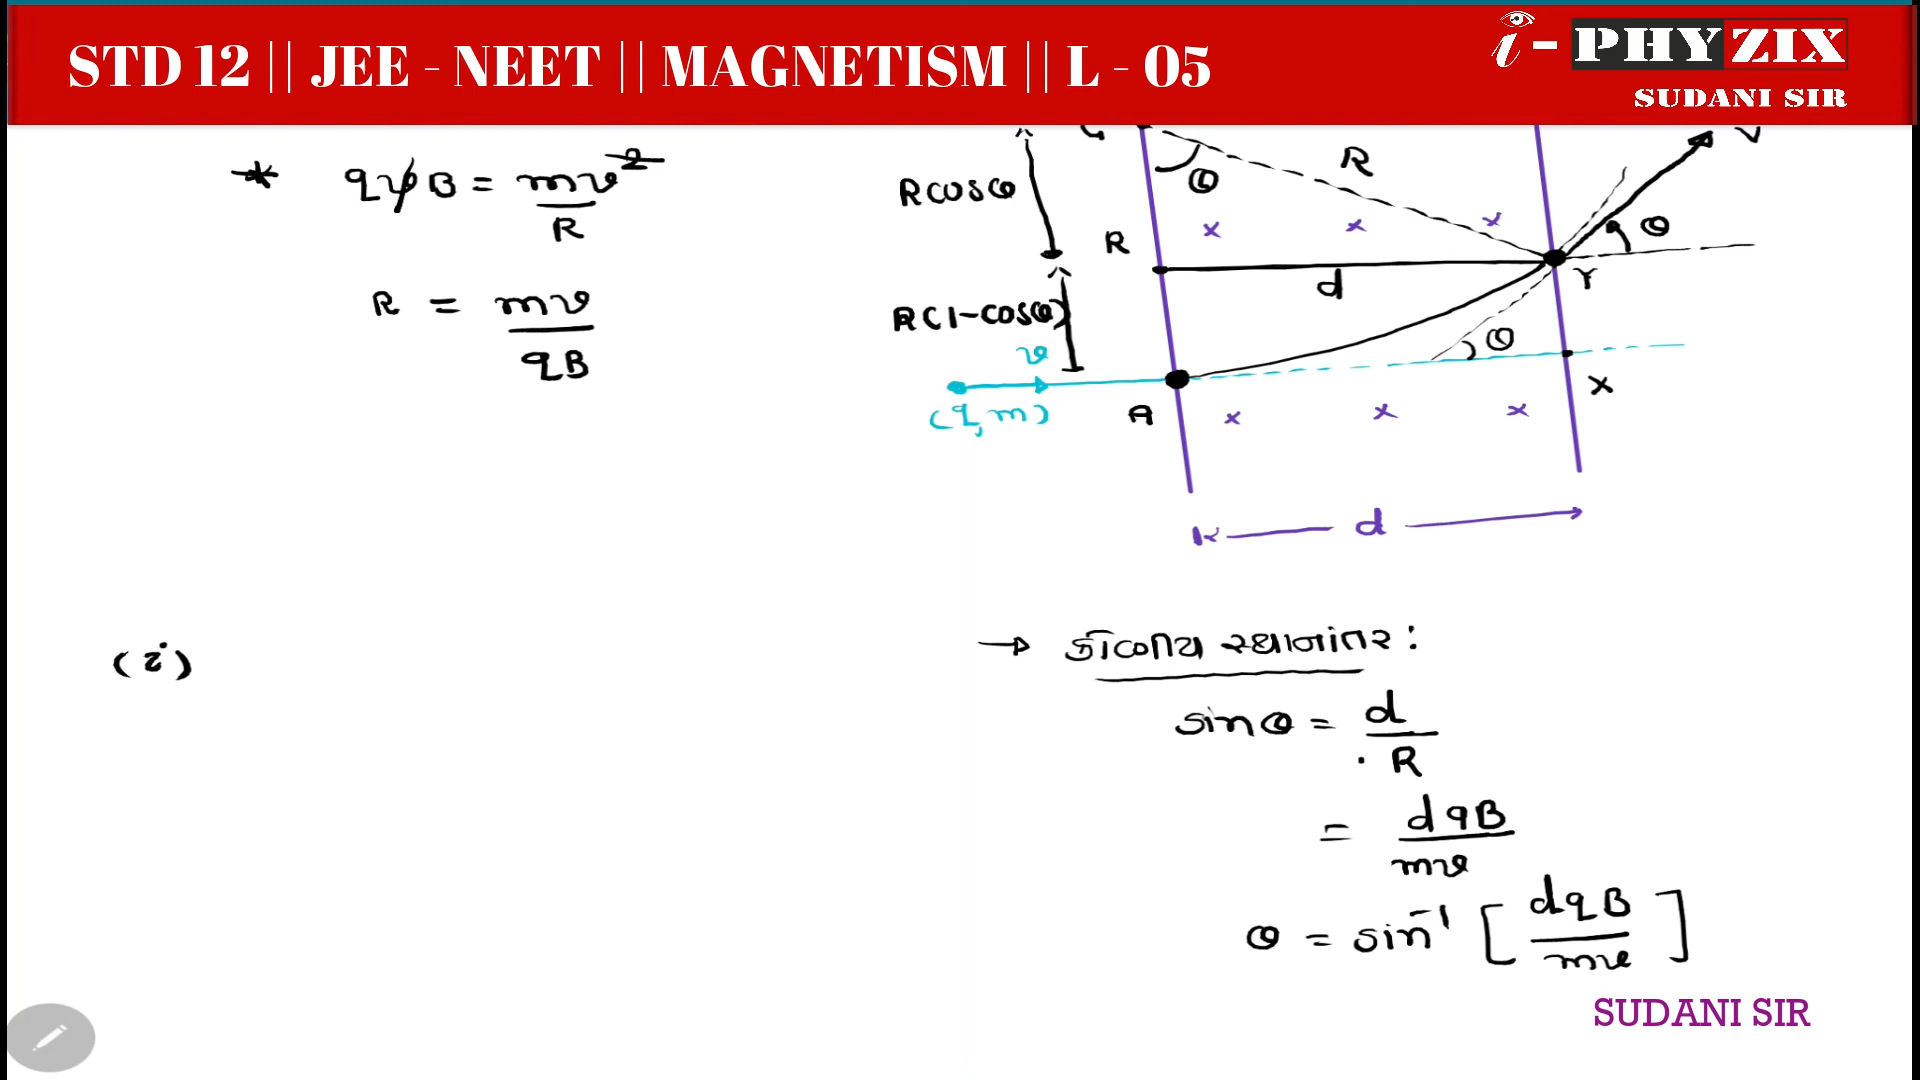 STD 12 || JEE - NEET || MAGNETISM || L - 05
i - PHYZIX
SUDANI SIR
* qvB = mv²/R
R = mv/qB
(i)
C
θ
R
V
Rcosθ
R
x x x
θ
d
Y
R(1-cosθ)
v
θ
(q,m)
A
x x x
X
d
→ કોણીય સ્થાનાંતર :
sinθ = d/R
= dqB/mv
θ = sin⁻¹ [dqB/mv]
SUDANI SIR